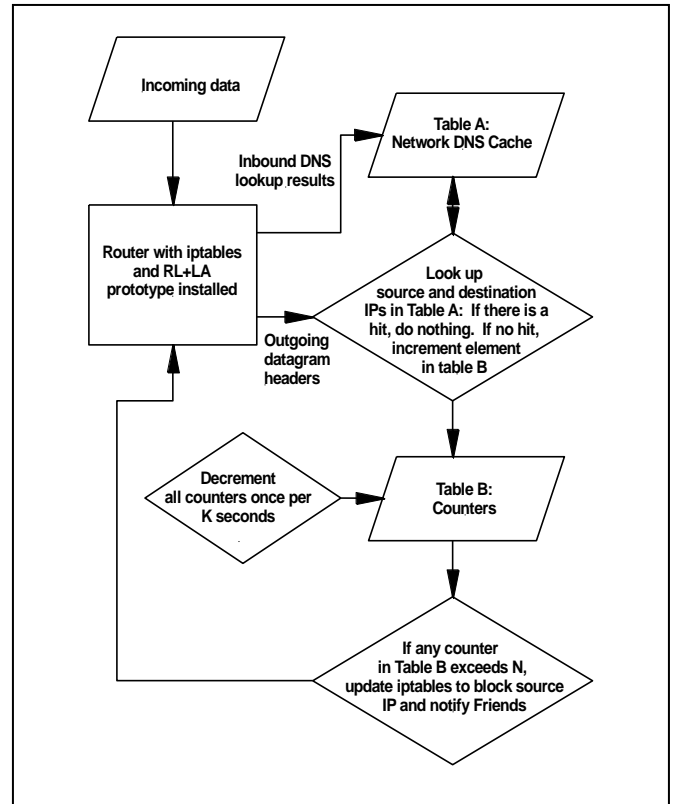 Incoming data
Table A:
Network DNS Cache
Inbound DNS
lookup results
Router with iptables
and RL+LA
prototype installed
Look up
source and destination
IPs in Table A: If there is a
hit, do nothing. If no hit,
increment element
in table B
Outgoing
datagram
headers
Decrement
all counters once per
K seconds
Table B:
Counters
If any counter
in Table B exceeds N,
update iptables to block source
IP and notify Friends